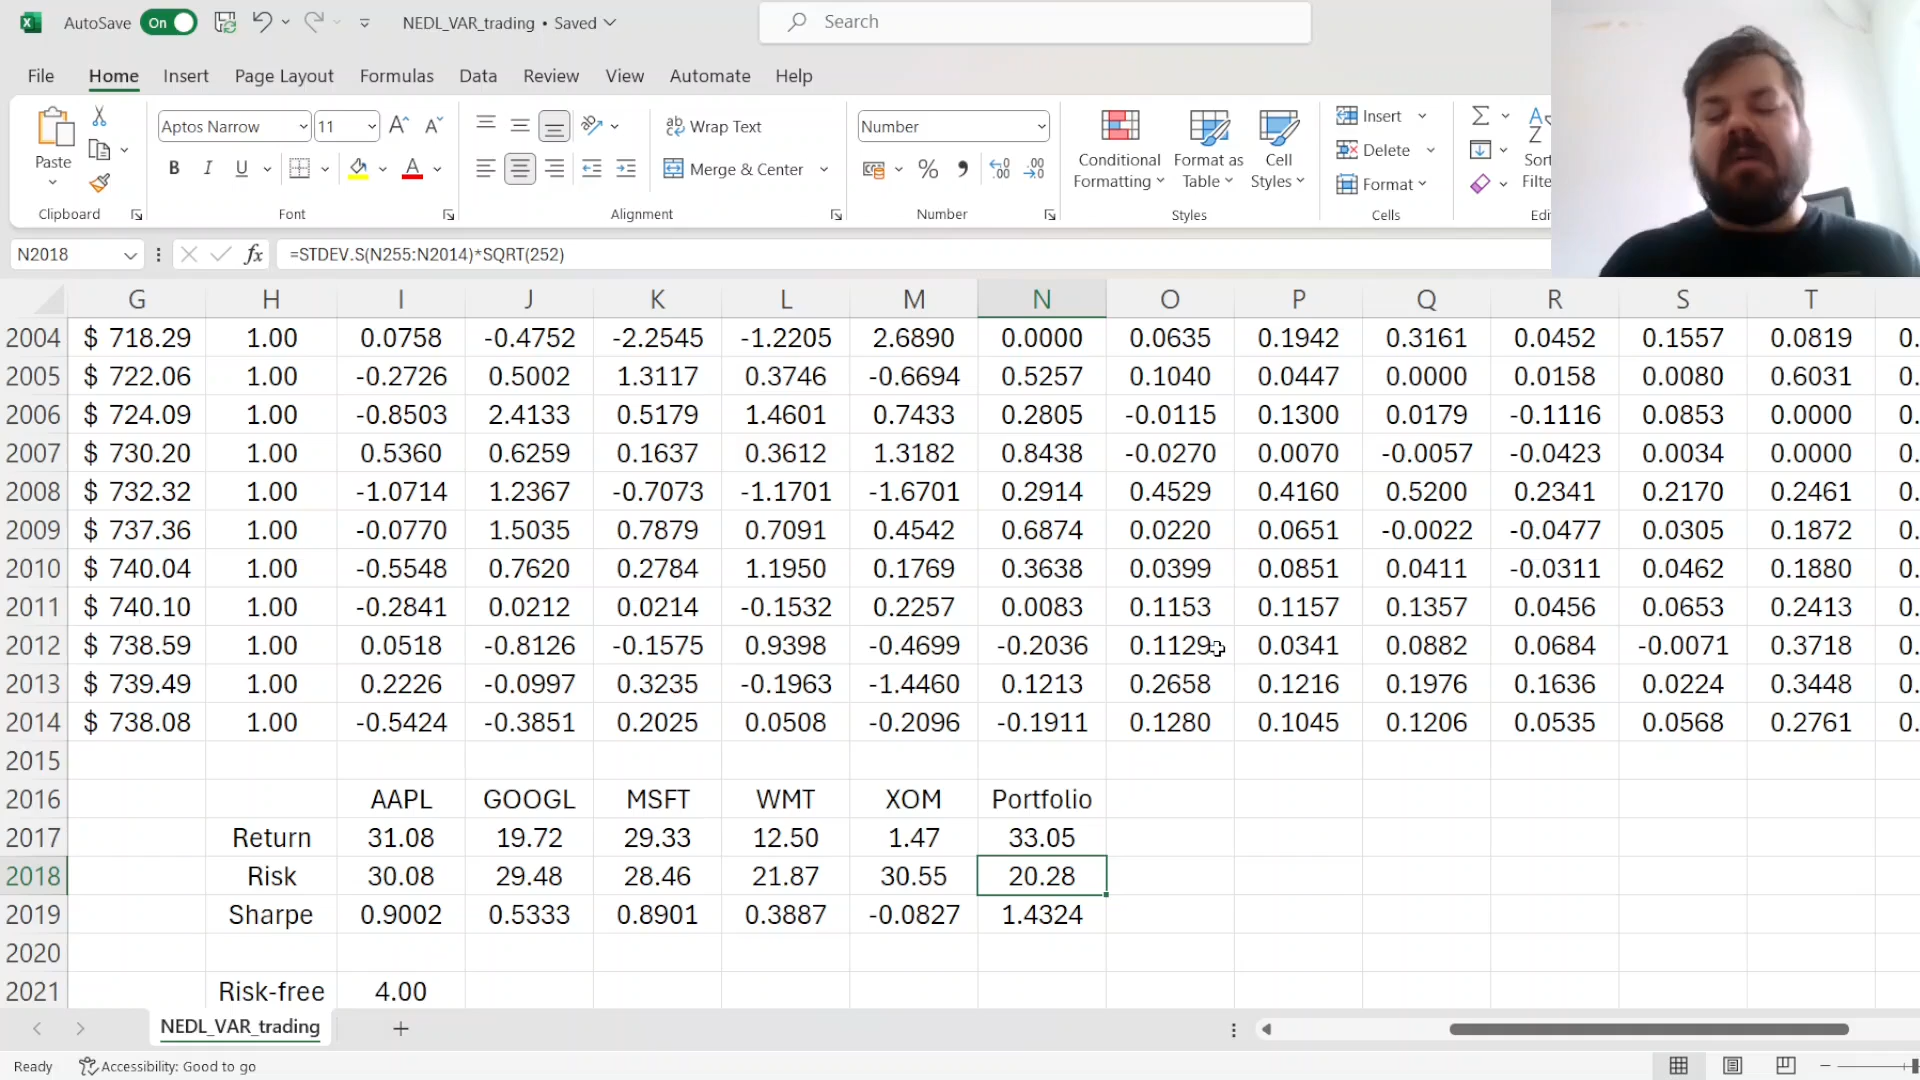 AutoSave On NEDL_VAR_trading • Saved Search
File Home Insert Page Layout Formulas Data Review View Automate Help
Paste Aptos Narrow 11 Wrap Text Number Conditional Formatting Format as Table Cell Styles Insert
B I U Merge & Center % Delete Sort
Format Filte
Clipboard Font Alignment Number Styles Cells Edi
N2018 fx =STDEV.S(N255:N2014)*SQRT(252)
G H I J K L M N O P Q R S T
2004 $ 718.29 1.00 0.0758 -0.4752 -2.2545 -1.2205 2.6890 0.0000 0.0635 0.1942 0.3161 0.0452 0.1557 0.0819 0.
2005 $ 722.06 1.00 -0.2726 0.5002 1.3117 0.3746 -0.6694 0.5257 0.1040 0.0447 0.0000 0.0158 0.0080 0.6031 0.
2006 $ 724.09 1.00 -0.8503 2.4133 0.5179 1.4601 0.7433 0.2805 -0.0115 0.1300 0.0179 -0.1116 0.0853 0.0000 0.
2007 $ 730.20 1.00 0.5360 0.6259 0.1637 0.3612 1.3182 0.8438 -0.0270 0.0070 -0.0057 -0.0423 0.0034 0.0000 0.
2008 $ 732.32 1.00 -1.0714 1.2367 -0.7073 -1.1701 -1.6701 0.2914 0.4529 0.4160 0.5200 0.2341 0.2170 0.2461 0.
2009 $ 737.36 1.00 -0.0770 1.5035 0.7879 0.7091 0.4542 0.6874 0.0220 0.0651 -0.0022 -0.0477 0.0305 0.1872 0.
2010 $ 740.04 1.00 -0.5548 0.7620 0.2784 1.1950 0.1769 0.3638 0.0399 0.0851 0.0411 -0.0311 0.0462 0.1880 0.
2011 $ 740.10 1.00 -0.2841 0.0212 0.0214 -0.1532 0.2257 0.0083 0.1153 0.1157 0.1357 0.0456 0.0653 0.2413 0.
2012 $ 738.59 1.00 0.0518 -0.8126 -0.1575 0.9398 -0.4699 -0.2036 0.1129 0.0341 0.0882 0.0684 -0.0071 0.3718 0.
2013 $ 739.49 1.00 0.2226 -0.0997 0.3235 -0.1963 -1.4460 0.1213 0.2658 0.1216 0.1976 0.1636 0.0224 0.3448 0.
2014 $ 738.08 1.00 -0.5424 -0.3851 0.2025 0.0508 -0.2096 -0.1911 0.1280 0.1045 0.1206 0.0535 0.0568 0.2761 0.
2015
2016 AAPL GOOGL MSFT WMT XOM Portfolio
2017 Return 31.08 19.72 29.33 12.50 1.47 33.05
2018 Risk 30.08 29.48 28.46 21.87 30.55 20.28
2019 Sharpe 0.9002 0.5333 0.8901 0.3887 -0.0827 1.4324
2020
2021 Risk-free 4.00
NEDL_VAR_trading
Ready Accessibility: Good to go